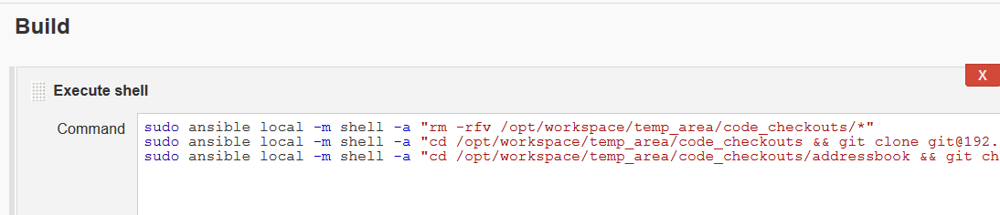 Build
X
Execute shell
Command
sudo ansible local -m shell -a "rm -rfv /opt/workspace/temp_area/code_checkouts/*"
sudo ansible local -m shell -a "cd /opt/workspace/temp_area/code_checkouts && git clone git@192.
sudo ansible local -m shell -a "cd /opt/workspace/temp_area/code_checkouts/addressbook && git ch